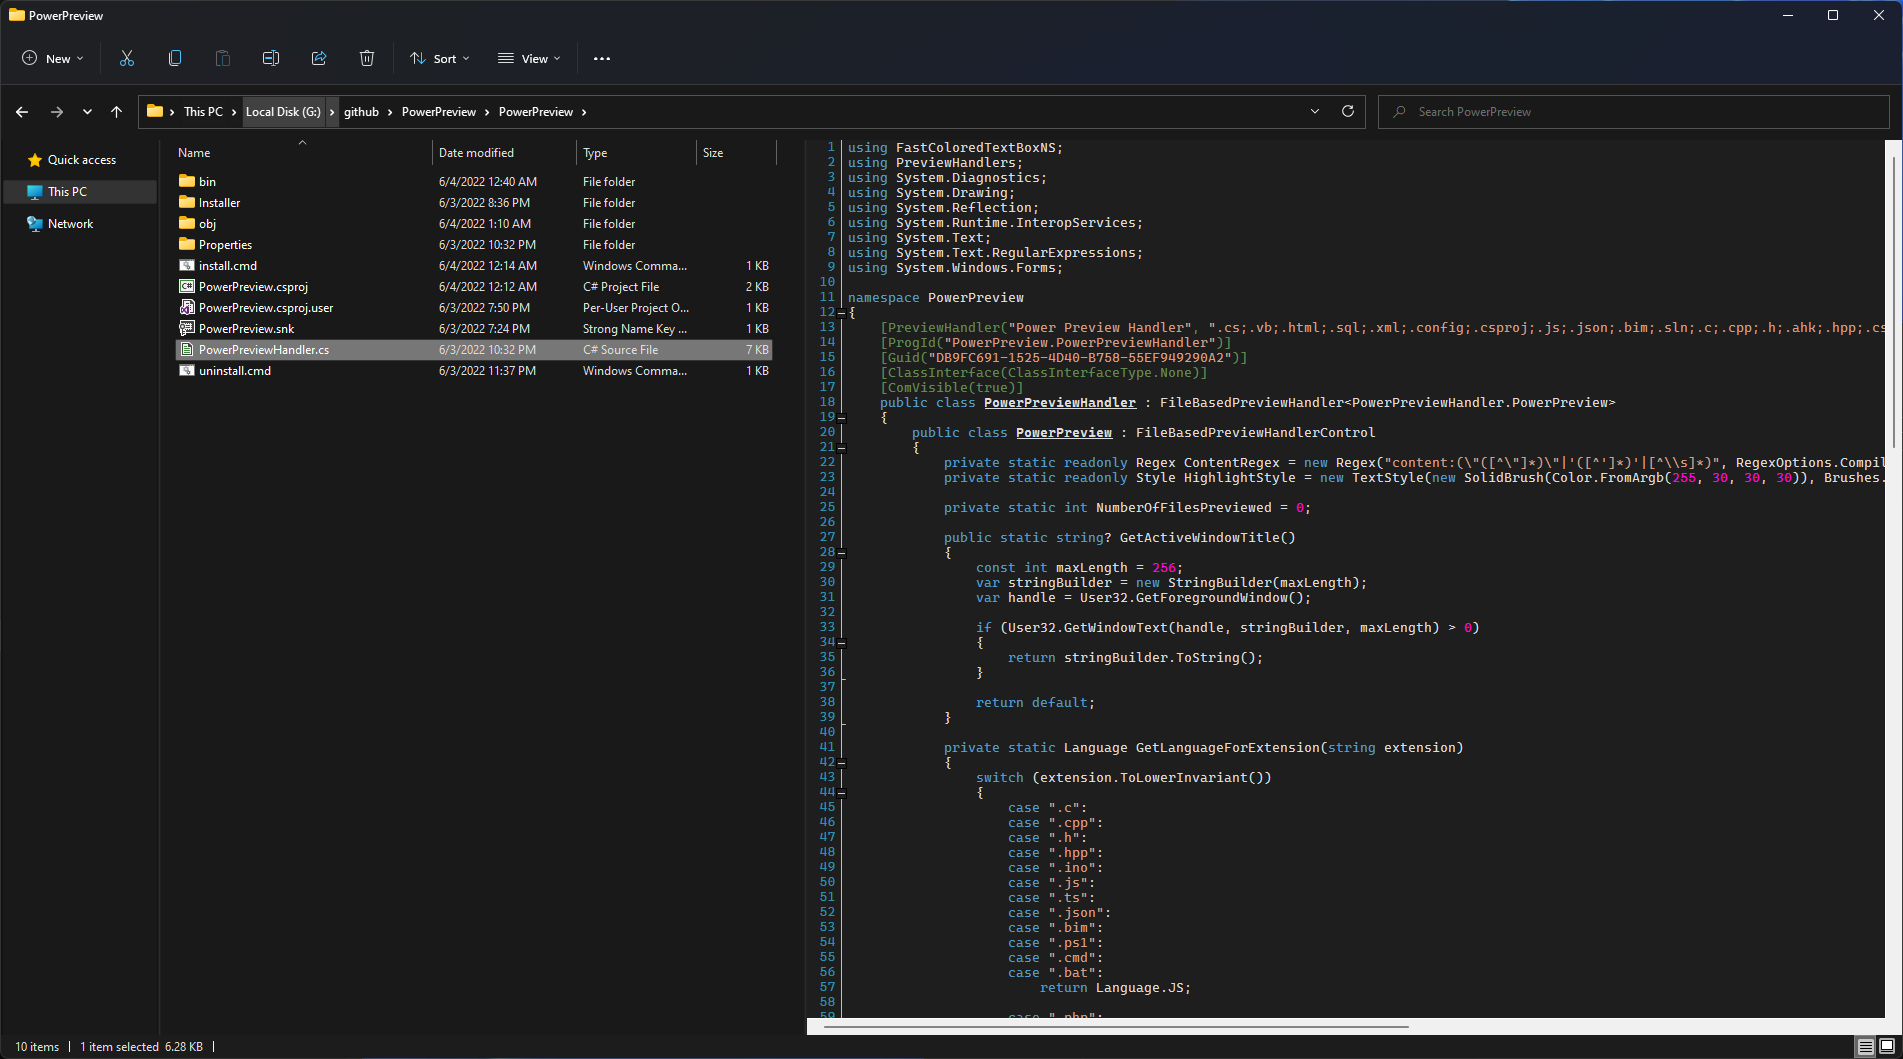 PowerPreview
New
Sort
View
This PC
Local Disk (G:)
github
PowerPreview
PowerPreview
Search PowerPreview
Quick access
This PC
Network
Name Date modified Type Size
bin 6/4/2022 12:40 AM File folder
Installer 6/3/2022 8:36 PM File folder
obj 6/4/2022 1:10 AM File folder
Properties 6/3/2022 10:32 PM File folder
install.cmd 6/4/2022 12:14 AM Windows Comma... 1 KB
PowerPreview.csproj 6/4/2022 12:12 AM C# Project File 2 KB
PowerPreview.csproj.user 6/3/2022 7:50 PM Per-User Project O... 1 KB
PowerPreview.snk 6/3/2022 7:24 PM Strong Name Key ... 1 KB
PowerPreviewHandler.cs 6/3/2022 10:32 PM C# Source File 7 KB
uninstall.cmd 6/3/2022 11:37 PM Windows Comma... 1 KB
1 using FastColoredTextBoxNS;
2 using PreviewHandlers;
3 using System.Diagnostics;
4 using System.Drawing;
5 using System.Reflection;
6 using System.Runtime.InteropServices;
7 using System.Text;
8 using System.Text.RegularExpressions;
9 using System.Windows.Forms;
10
11 namespace PowerPreview
12 {
13 [PreviewHandler("Power Preview Handler", ".cs;.vb;.html;.sql;.xml;.config;.csproj;.js;.json;.bim;.sln;.c;.cpp;.h;.ahk;.hpp;.cs
14 [ProgId("PowerPreview.PowerPreviewHandler")]
15 [Guid("DB9FC691-1525-4D40-B758-55EF949290A2")]
16 [ClassInterface(ClassInterfaceType.None)]
17 [ComVisible(true)]
18 public class PowerPreviewHandler : FileBasedPreviewHandler<PowerPreviewHandler.PowerPreview>
19 {
20 public class PowerPreview : FileBasedPreviewHandlerControl
21 {
22 private static readonly Regex ContentRegex = new Regex("content:(\"([^\"]*)\"|'([^']*)'|[^\\s]*)", RegexOptions.Compil
23 private static readonly Style HighlightStyle = new TextStyle(new SolidBrush(Color.FromArgb(255, 30, 30, 30)), Brushes.
24
25 private static int NumberOfFilesPreviewed = 0;
26
27 public static string? GetActiveWindowTitle()
28 {
29 const int maxLength = 256;
30 var stringBuilder = new StringBuilder(maxLength);
31 var handle = User32.GetForegroundWindow();
32
33 if (User32.GetWindowText(handle, stringBuilder, maxLength) > 0)
34 {
35 return stringBuilder.ToString();
36 }
37
38 return default;
39 }
40
41 private static Language GetLanguageForExtension(string extension)
42 {
43 switch (extension.ToLowerInvariant())
44 {
45 case ".c":
46 case ".cpp":
47 case ".h":
48 case ".hpp":
49 case ".ino":
50 case ".js":
51 case ".ts":
52 case ".json":
53 case ".bim":
54 case ".ps1":
55 case ".cmd":
56 case ".bat":
57 return Language.JS;
58
59 case ".php":
10 items
1 item selected 6.28 KB